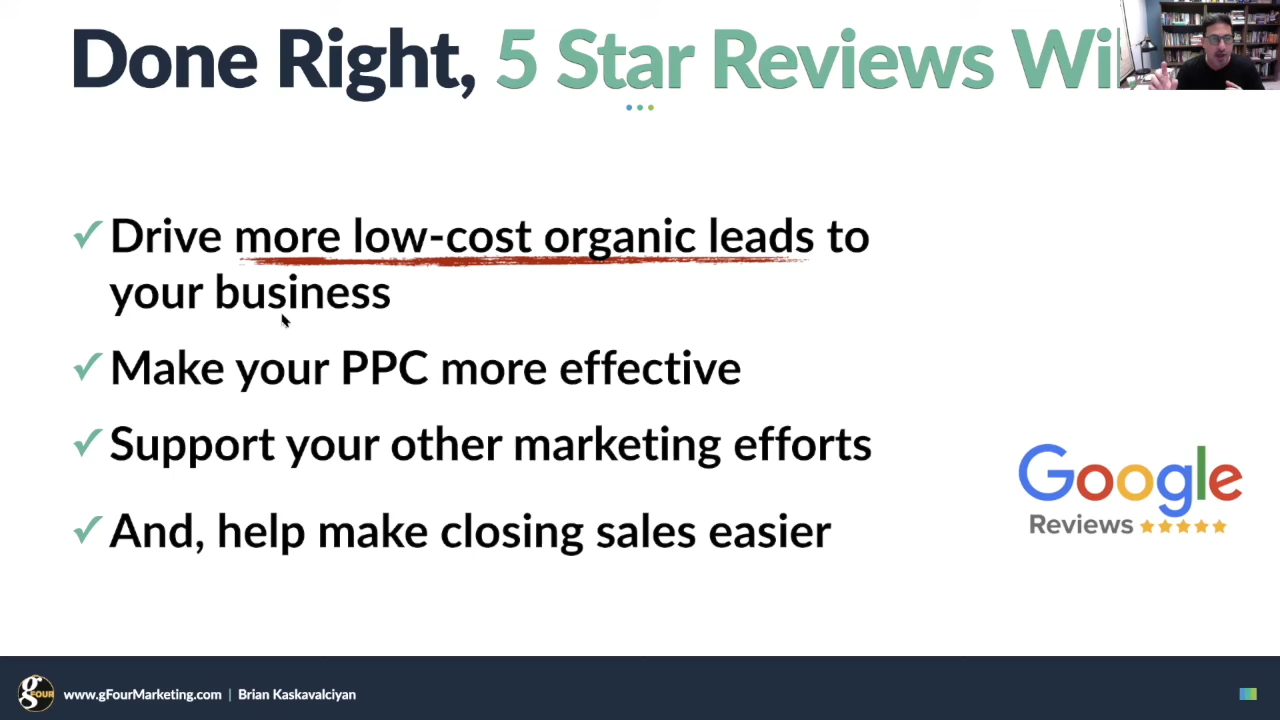 Done Right, 5 Star Reviews Wi
✓ Drive more low-cost organic leads to
your business
✓ Make your PPC more effective
✓ Support your other marketing efforts
✓ And, help make closing sales easier
Google
Reviews ★★★★★
g FOUR www.gFourMarketing.com | Brian Kaskavalciyan